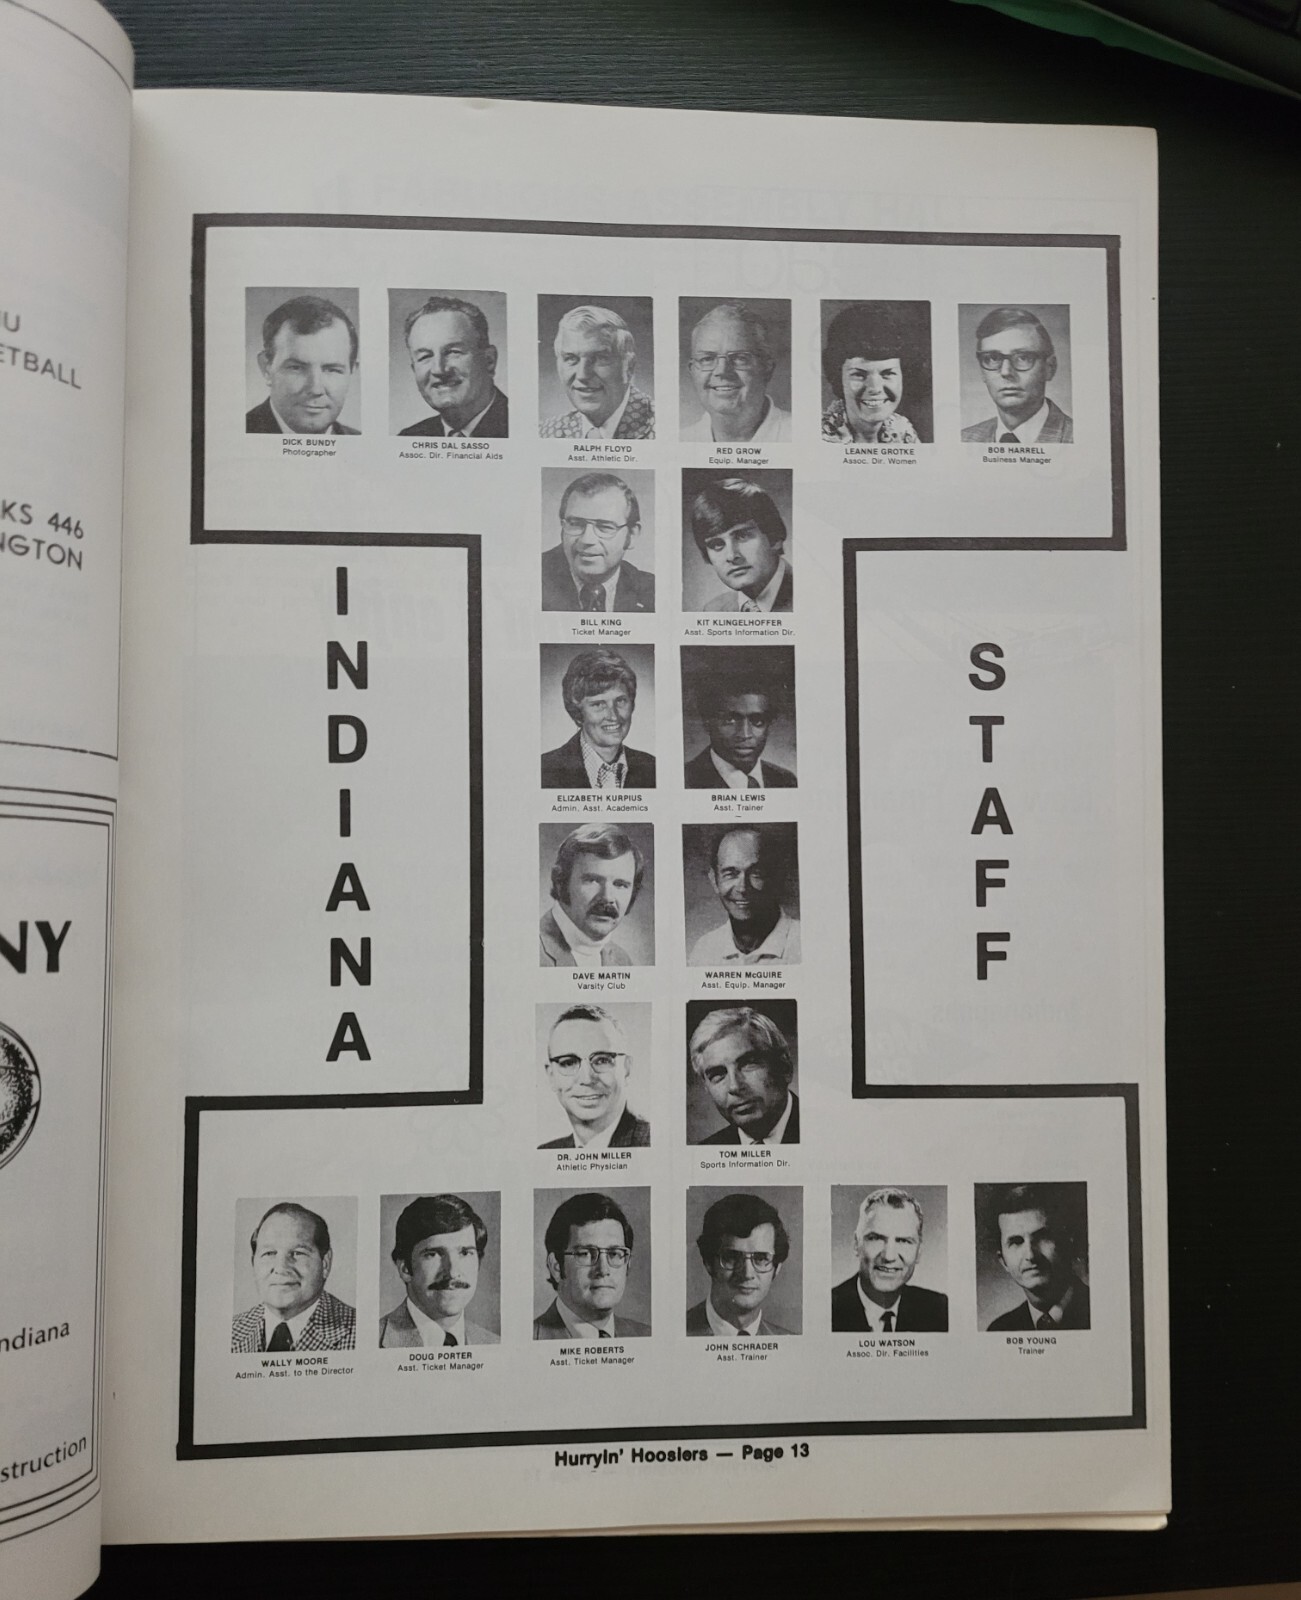 U
ETBALL
KS 446
NGTON
NY
ndiana
struction
DICK BUNDY
Photographer
CHRIS DAL SASSO
Assoc. Dir. Financial Aids
RALPH FLOYD
Asst. Athletic Dir.
RED GROW
Equip. Manager
LEANNE GROTKE
Assoc. Dir. Women
BOB HARRELL
Business Manager
BILL KING
Ticket Manager
KIT KLINGELHOFFER
Asst. Sports Information Dir.
INDIANA
STAFF
ELIZABETH KURPIUS
Admin. Asst. Academics
BRIAN LEWIS
Asst. Trainer
DAVE MARTIN
Varsity Club
WARREN McGUIRE
Asst. Equip. Manager
DR. JOHN MILLER
Athletic Physician
TOM MILLER
Sports Information Dir.
WALLY MOORE
Admin. Asst. to the Director
DOUG PORTER
Asst. Ticket Manager
MIKE ROBERTS
Asst. Ticket Manager
JOHN SCHRADER
Asst. Trainer
LOU WATSON
Assoc. Dir. Facilities
BOB YOUNG
Trainer
Hurryin' Hoosiers — Page 13